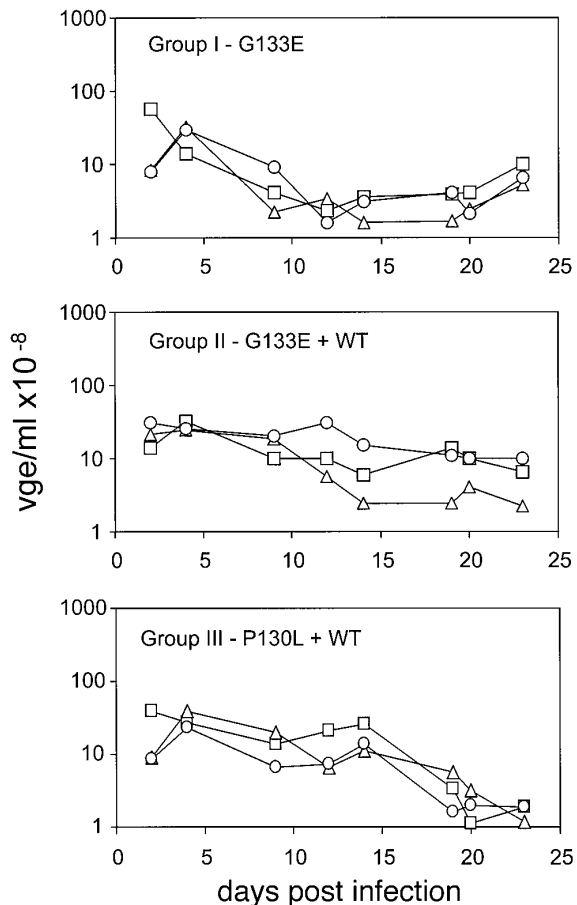 1000
Group I - G133E
100
10
1
0 5 10 15 20 25
1000
Group II - G133E + WT
100
vge/ml x10-8
10
1
0 5 10 15 20 25
1000
Group III - P130L + WT
100
10
1
0 5 10 15 20 25
days post infection